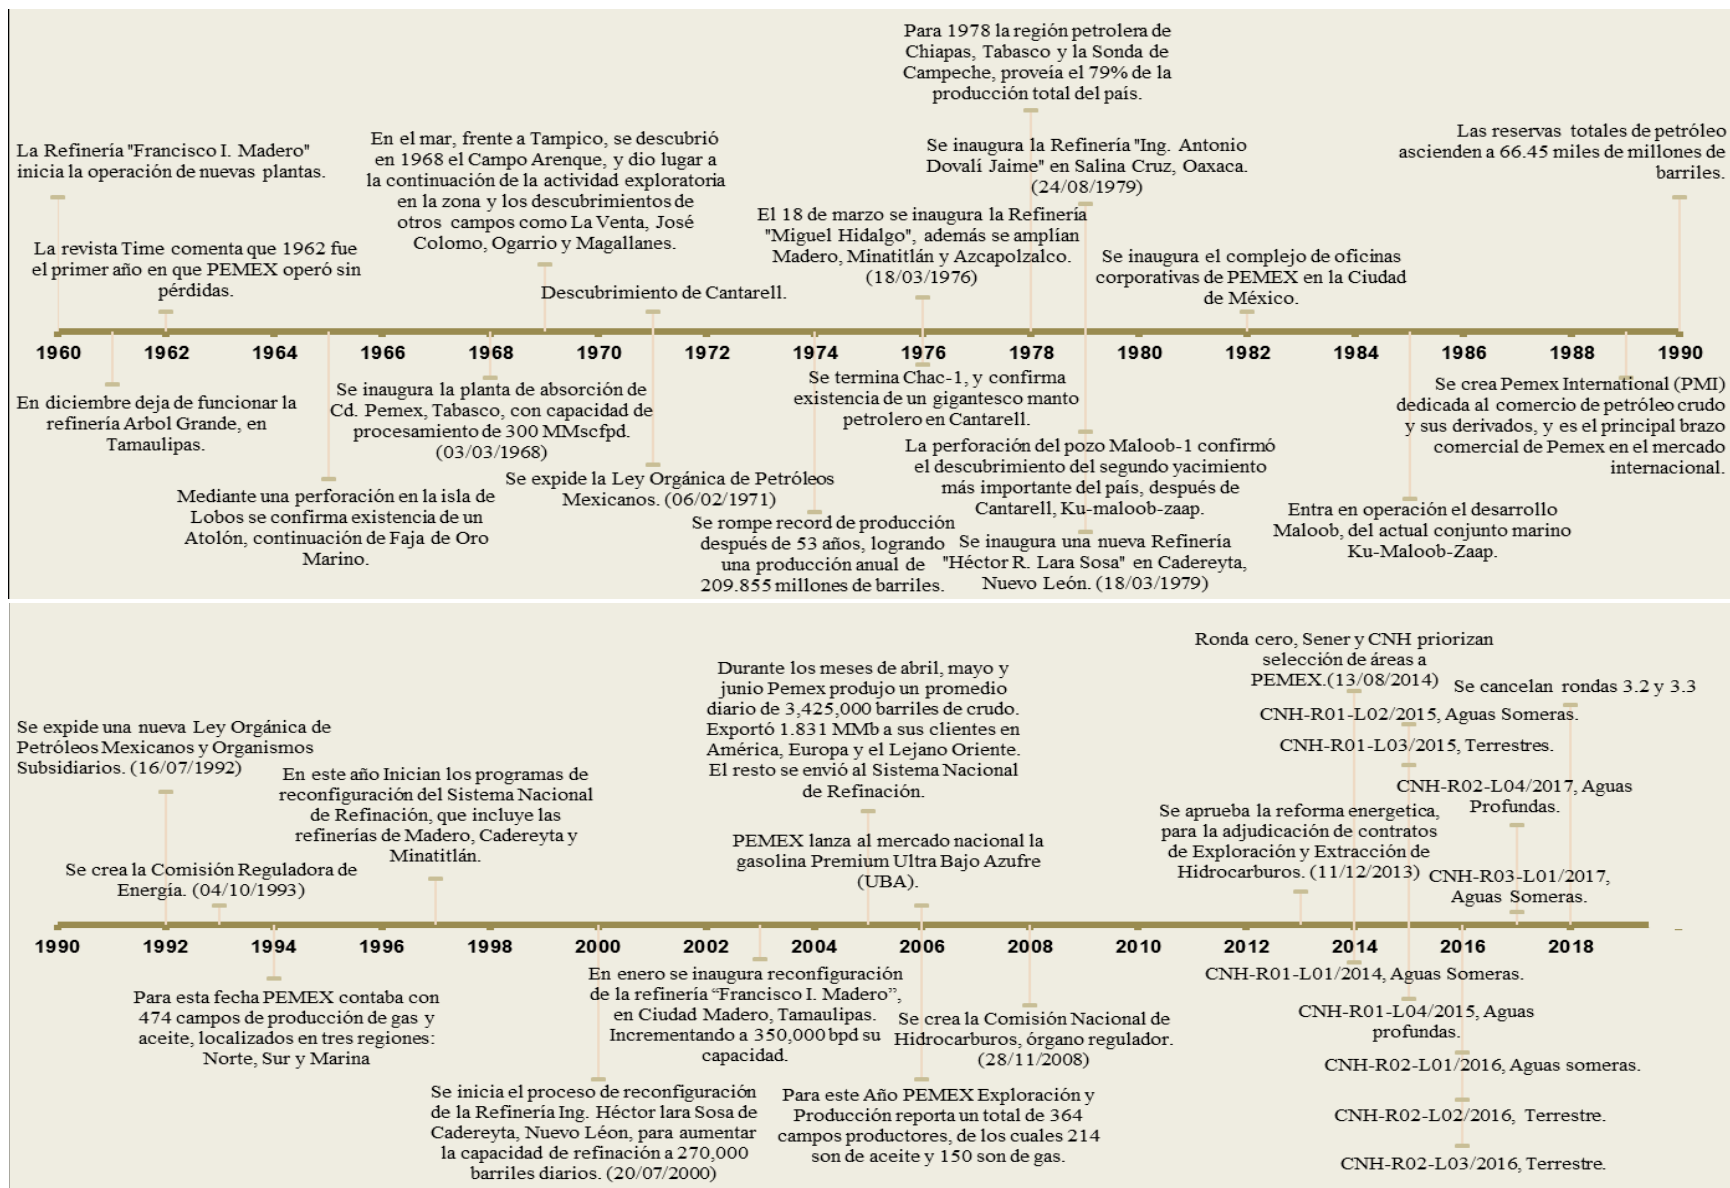 Para 1978 la región petrolera de
Chiapas, Tabasco y la Sonda de
Campeche, proveía el 79% de la
producción total del país.
La Refinería "Francisco I. Madero"
inicia la operación de nuevas plantas.
En el mar, frente a Tampico, se descubrió
en 1968 el Campo Arenque, y dio lugar a
la continuación de la actividad exploratoria
en la zona y los descubrimientos de
otros campos como La Venta, José
Colomo, Ogarrio y Magallanes.
Se inaugura la Refinería "Ing. Antonio
Dovalí Jaime" en Salina Cruz, Oaxaca.
(24/08/1979)
Las reservas totales de petróleo
ascienden a 66.45 miles de millones de
barriles.
La revista Time comenta que 1962 fue
el primer año en que PEMEX operó sin
pérdidas.
El 18 de marzo se inaugura la Refinería
"Miguel Hidalgo", además se amplían
Madero, Minatitlán y Azcapolzalco.
(18/03/1976)
Se inaugura el complejo de oficinas
corporativas de PEMEX en la Ciudad
de México.
Descubrimiento de Cantarell.
1960 1962 1964 1966 1968 1970 1972 1974 1976 1978 1980 1982 1984 1986 1988 1990
En diciembre deja de funcionar la
refinería Arbol Grande, en
Tamaulipas.
Se inaugura la planta de absorción de
Cd. Pemex, Tabasco, con capacidad de
procesamiento de 300 MMscfpd.
(03/03/1968)
Se termina Chac-1, y confirma
existencia de un gigantesco manto
petrolero en Cantarell.
Se crea Pemex International (PMI)
dedicada al comercio de petróleo crudo
y sus derivados, y es el principal brazo
comercial de Pemex en el mercado
internacional.
Mediante una perforación en la isla de
Lobos se confirma existencia de un
Atolón, continuación de Faja de Oro
Marino.
Se expide la Ley Orgánica de Petróleos
Mexicanos. (06/02/1971)
La perforación del pozo Maloob-1 confirmó
el descubrimiento del segundo yacimiento
más importante del país, después de
Cantarell, Ku-maloob-zaap.
Entra en operación el desarrollo
Maloob, del actual conjunto marino
Ku-Maloob-Zaap.
Se rompe record de producción
después de 53 años, logrando
una producción anual de
209.855 millones de barriles.
Se inaugura una nueva Refinería
"Héctor R. Lara Sosa" en Cadereyta,
Nuevo León. (18/03/1979)
Ronda cero, Sener y CNH priorizan
selección de áreas a
PEMEX.(13/08/2014)
Se cancelan rondas 3.2 y 3.3
Durante los meses de abril, mayo y
junio Pemex produjo un promedio
diario de 3,425,000 barriles de crudo.
Exportó 1.831 MMb a sus clientes en
América, Europa y el Lejano Oriente.
El resto se envió al Sistema Nacional
de Refinación.
CNH-R01-L02/2015, Aguas Someras.
CNH-R01-L03/2015, Terrestres.
Se expide una nueva Ley Orgánica de
Petróleos Mexicanos y Organismos
Subsidiarios. (16/07/1992)
En este año Inician los programas de
reconfiguración del Sistema Nacional
de Refinación, que incluye las
refinerías de Madero, Cadereyta y
Minatitlán.
CNH-R02-L04/2017, Aguas
Profundas.
Se aprueba la reforma energetica,
para la adjudicación de contratos
de Exploración y Extracción de
Hidrocarburos. (11/12/2013)
PEMEX lanza al mercado nacional la
gasolina Premium Ultra Bajo Azufre
(UBA).
Se crea la Comisión Reguladora de
Energía. (04/10/1993)
CNH-R03-L01/2017,
Aguas Someras.
1990 1992 1994 1996 1998 2000 2002 2004 2006 2008 2010 2012 2014 2016 2018
Para esta fecha PEMEX contaba con
474 campos de producción de gas y
aceite, localizados en tres regiones:
Norte, Sur y Marina
En enero se inaugura reconfiguración
de la refinería “Francisco I. Madero”,
en Ciudad Madero, Tamaulipas.
Incrementando a 350,000 bpd su
capacidad.
Se crea la Comisión Nacional de
Hidrocarburos, órgano regulador.
(28/11/2008)
CNH-R01-L01/2014, Aguas Someras.
CNH-R01-L04/2015, Aguas
profundas.
CNH-R02-L01/2016, Aguas someras.
Se inicia el proceso de reconfiguración
de la Refinería Ing. Héctor lara Sosa de
Cadereyta, Nuevo Léon, para aumentar
la capacidad de refinación a 270,000
barriles diarios. (20/07/2000)
Para este Año PEMEX Exploración y
Producción reporta un total de 364
campos productores, de los cuales 214
son de aceite y 150 son de gas.
CNH-R02-L02/2016, Terrestre.
CNH-R02-L03/2016, Terrestre.